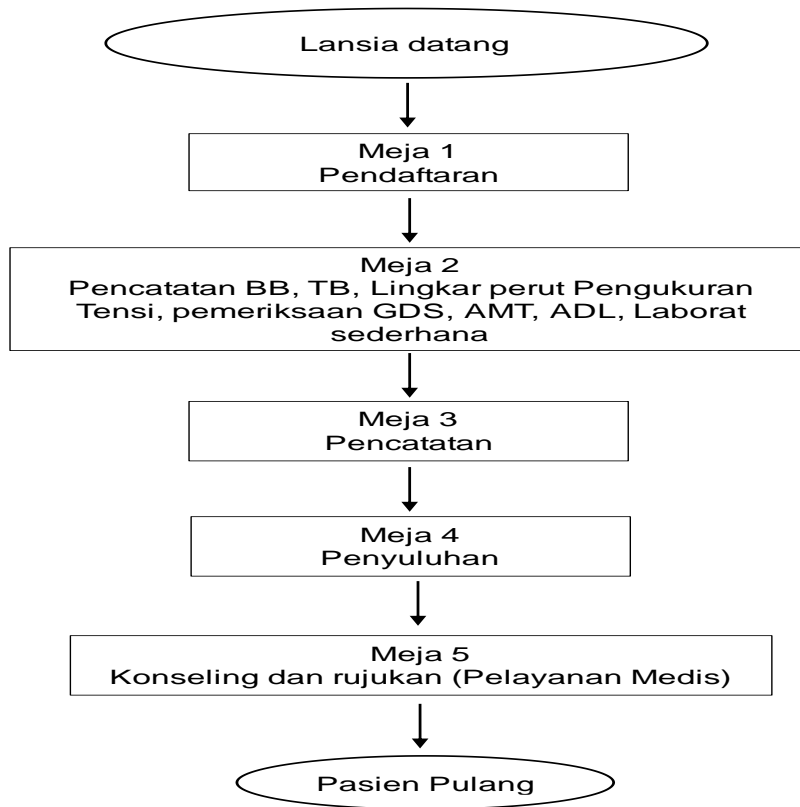 Lansia datang
Meja 1
Pendaftaran
Meja 2
Pencatatan BB, TB, Lingkar perut Pengukuran
Tensi, pemeriksaan GDS, AMT, ADL, Laborat
sederhana
Meja 3
Pencatatan
Meja 4
Penyuluhan
Meja 5
Konseling dan rujukan (Pelayanan Medis)
Pasien Pulang